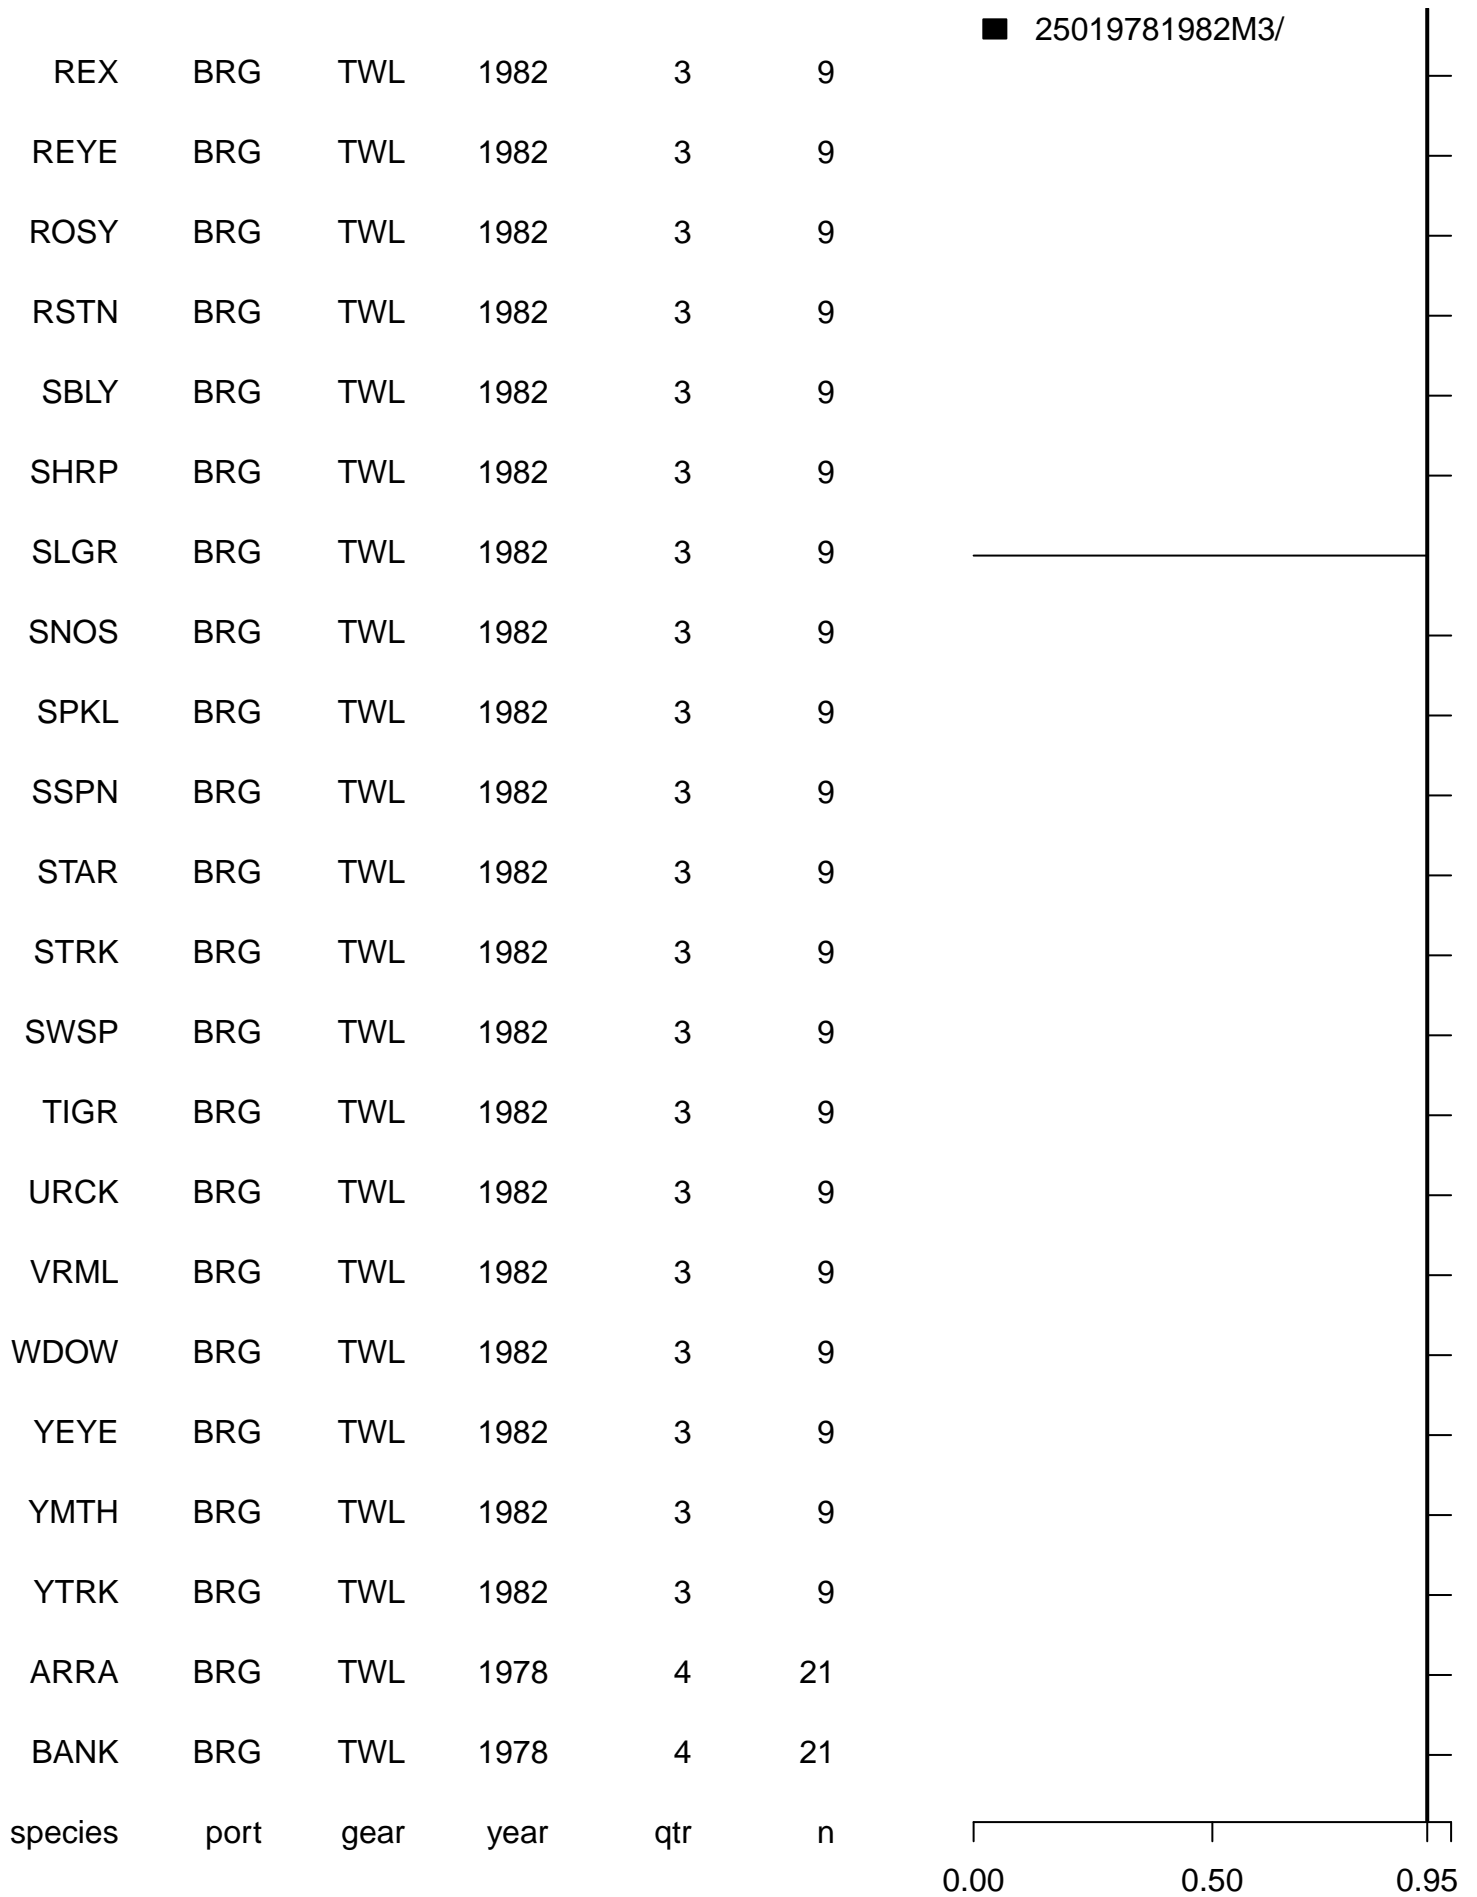 25019781982M3/
REX BRG TWL 1982 3 9
REYE BRG TWL 1982 3 9
ROSY BRG TWL 1982 3 9
RSTN BRG TWL 1982 3 9
SBLY BRG TWL 1982 3 9
SHRP BRG TWL 1982 3 9
SLGR BRG TWL 1982 3 9
SNOS BRG TWL 1982 3 9
SPKL BRG TWL 1982 3 9
SSPN BRG TWL 1982 3 9
STAR BRG TWL 1982 3 9
STRK BRG TWL 1982 3 9
SWSP BRG TWL 1982 3 9
TIGR BRG TWL 1982 3 9
URCK BRG TWL 1982 3 9
VRML BRG TWL 1982 3 9
WDOW BRG TWL 1982 3 9
YEYE BRG TWL 1982 3 9
YMTH BRG TWL 1982 3 9
YTRK BRG TWL 1982 3 9
ARRA BRG TWL 1978 4 21
BANK BRG TWL 1978 4 21
species port gear year qtr n
0.00 0.50 0.95